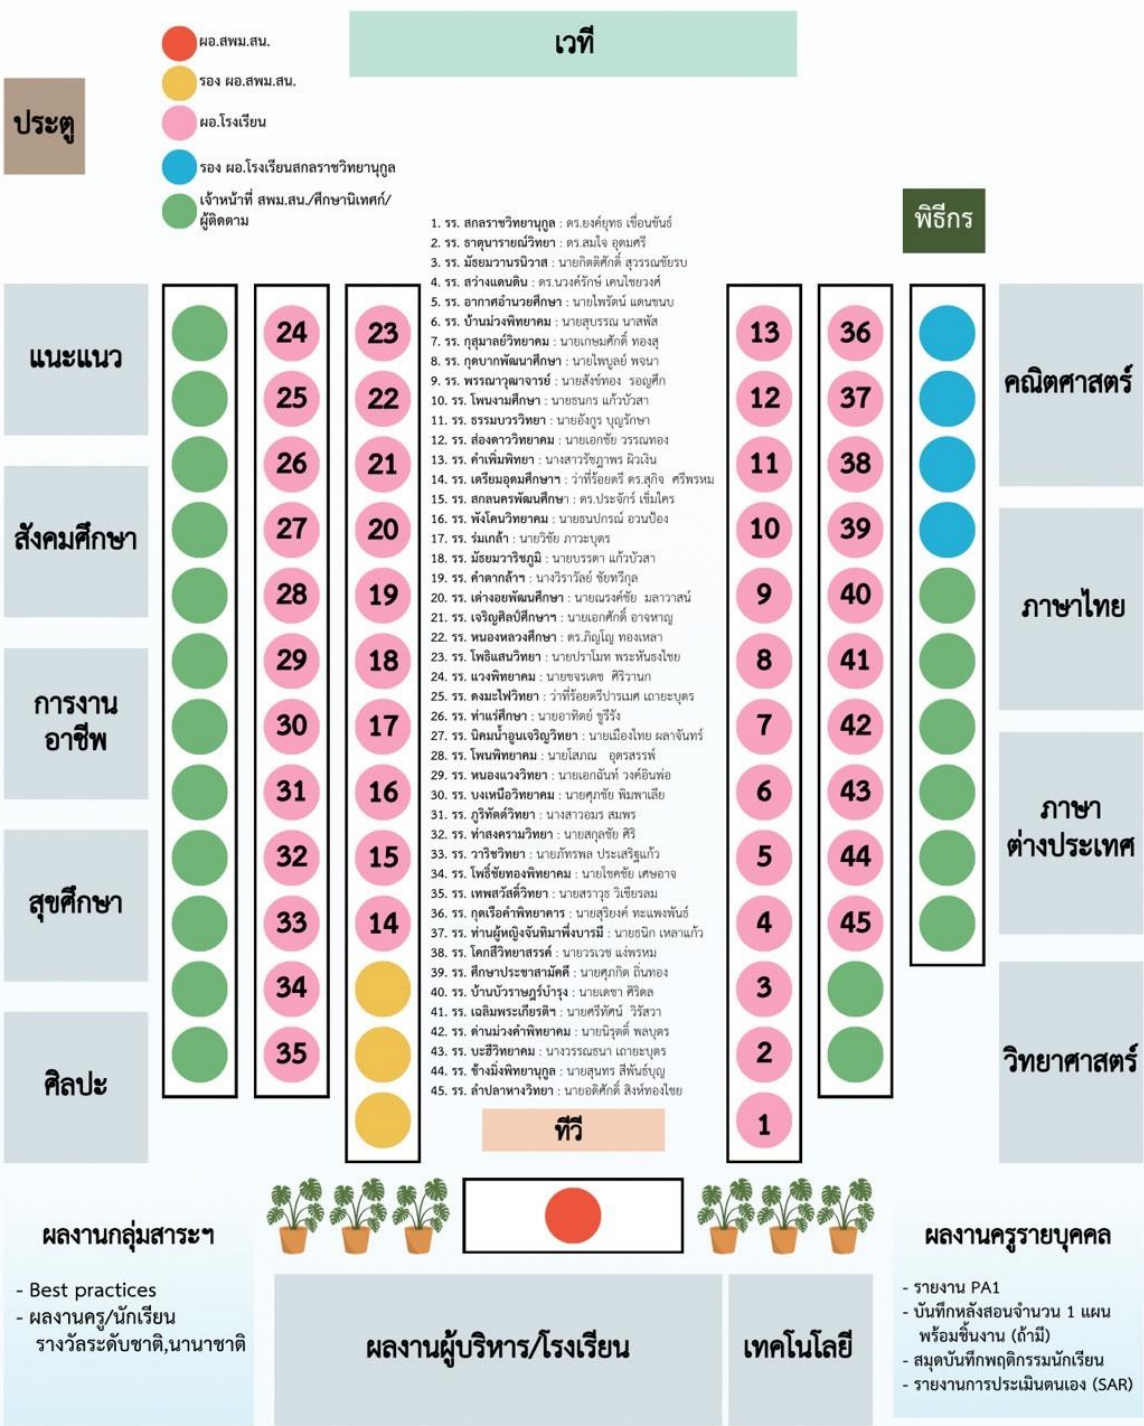 เวที
ผอ.สพม.สน.
รอง ผอ.สพม.สน.
ผอ.โรงเรียน
รอง ผอ.โรงเรียนสกลราชวิทยานุกูล
เจ้าหน้าที่ สพม.สน./ศึกษานิเทศก์/
ผู้ติดตาม
ประตู
พิธีกร
1. รร. สกลราชวิทยานุกูล : ดร.ยงค์ยุทธ เขื่อนขันธ์
2. รร. ธาตุนารายณ์วิทยา : ดร.สมใจ อุดมศรี
3. รร. มัธยมวานรนิวาส : นายกิตติศักดิ์ สุวรรณชัยรบ
4. รร. สว่างแดนดิน : ดร.นวงค์รักษ์ เคนไชยวงศ์
5. รร. อากาศอำนวยศึกษา : นายไพรัตน์ แดนขนบ
6. รร. บ้านม่วงพิทยาคม : นายสุบรรณ นาสพัส
7. รร. กุสุมาลย์วิทยาคม : นายเกษมศักดิ์ ทองสุ
8. รร. กุดบากพัฒนาศึกษา : นายไพบูลย์ พจนา
9. รร. พรรณาวุฒาจารย์ : นายสังข์ทอง รอญศึก
10. รร. โพนงามศึกษา : นายธนกร แก้วบัวสา
11. รร. ธรรมบวรวิทยา : นายอังกูร บุญรักษา
12. รร. ส่องดาววิทยาคม : นายเอกชัย วรรณทอง
13. รร. คำเพิ่มพิทยา : นางสาวรัชฎาพร ผิวเงิน
14. รร. เตรียมอุดมศึกษาฯ : ว่าที่ร้อยตรี ดร.สุกิจ ศรีพรหม
15. รร. สกลนครพัฒนศึกษา : ดร.ประจักร์ เข็มใคร
16. รร. พังโคนวิทยาคม : นายธนปกรณ์ อวนป้อง
17. รร. ร่มเกล้า : นายวิชัย ภาวะบุตร
18. รร. มัธยมวาริชภูมิ : นายบรรดา แก้วบัวสา
19. รร. คำตากล้าฯ : นางวิราวัลย์ ชัยทวีกุล
20. รร. เต่างอยพัฒนศึกษา : นายณรงค์ชัย มลาวาสน์
21. รร. เจริญศิลป์ศึกษาฯ : นายเอกศักดิ์ อาจหาญ
22. รร. หนองหลวงศึกษา : ดร.ภิญโญ ทองเหลา
23. รร. โพธิแสนวิทยา : นายปราโมท พระหันธงไชย
24. รร. แวงพิทยาคม : นายขจรเดช ศิริวานก
25. รร. ดงมะไฟวิทยา : ว่าที่ร้อยตรีปารเมศ เถายะบุตร
26. รร. ท่าแร่ศึกษา : นายอาทิตย์ ชูรีรัง
27. รร. นิคมน้ำอูนเจริญวิทยา : นายเมืองไทย ผลาจันทร์
28. รร. โพนพิทยาคม : นายโสภณ อุดรสรรพ์
29. รร. หนองแวงวิทยา : นายเอกฉันท์ วงค์อินพ่อ
30. รร. บงเหนือวิทยาคม : นายศุภชัย พิมพาเลีย
31. รร. ภูริทัตต์วิทยา : นางสาวอมร สมพร
32. รร. ท่าสงครามวิทยา : นายสกุลชัย ศิริ
33. รร. วาริชวิทยา : นายภัทรพล ประเสริฐแก้ว
34. รร. โพธิ์ชัยทองพิทยาคม : นายโชคชัย เศษอาจ
35. รร. เทพสวัสดิ์วิทยา : นายสราวุธ วิเชียรลม
36. รร. กุดเรือคำพิทยาคาร : นายสุริยงค์ ทะแพงพันธ์
37. รร. ท่านผู้หญิงจันทิมาพึ่งบารมี : นายธนิก เหลาแก้ว
38. รร. โคกสีวิทยาสรรค์ : นายวรเวช แง่พรหม
39. รร. ศึกษาประชาสามัคคี : นายศุภกิต ถิ่นทอง
40. รร. บ้านบัวราษฎร์บำรุง : นายเดชา ศิริดล
41. รร. เฉลิมพระเกียรติฯ : นายศรีทัศน์ วิรัสวา
42. รร. ด่านม่วงคำพิทยาคม : นายนิรุตติ์ พลบุตร
43. รร. บะฮีวิทยาคม : นางวรรณธนา เถายะบุตร
44. รร. ช้างมิ่งพิทยานุกูล : นายสุนทร สีพันธ์บุญ
45. รร. ลำปลาหางวิทยา : นายอดิศักดิ์ สิงห์ทองไชย
แนะแนว
สังคมศึกษา
การงาน
อาชีพ
สุขศึกษา
ศิลปะ
24
25
26
27
28
29
30
31
32
33
34
35
23
22
21
20
19
18
17
16
15
14
13
12
11
10
9
8
7
6
5
4
3
2
1
36
37
38
39
40
41
42
43
44
45
คณิตศาสตร์
ภาษาไทย
ภาษา
ต่างประเทศ
วิทยาศาสตร์
ทีวี
ผลงานกลุ่มสาระฯ
- Best practices
- ผลงานครู/นักเรียน
รางวัลระดับชาติ,นานาชาติ
ผลงานผู้บริหาร/โรงเรียน
เทคโนโลยี
ผลงานครูรายบุคคล
- รายงาน PA1
- บันทึกหลังสอนจำนวน 1 แผน
พร้อมชิ้นงาน (ถ้ามี)
- สมุดบันทึกพฤติกรรมนักเรียน
- รายงานการประเมินตนเอง (SAR)